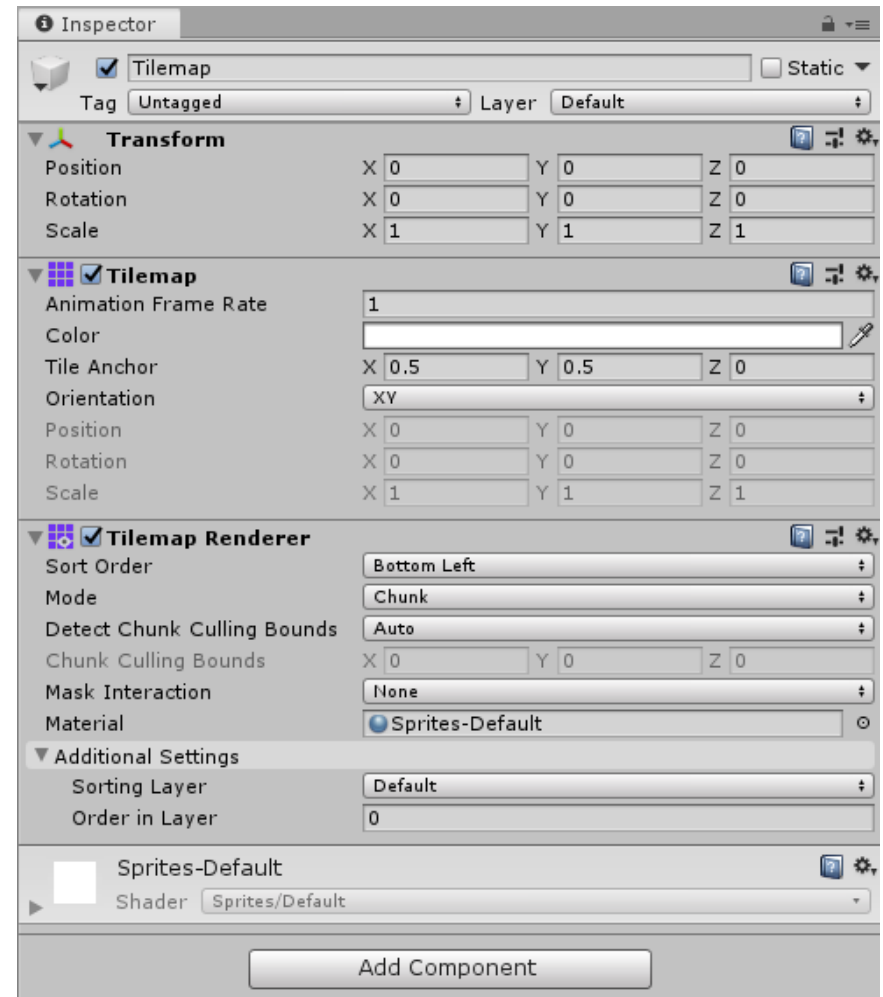 Inspector
Tilemap Static
Tag Untagged Layer Default
Transform
Position X 0 Y 0 Z 0
Rotation X 0 Y 0 Z 0
Scale X 1 Y 1 Z 1
Tilemap
Animation Frame Rate 1
Color
Tile Anchor X 0.5 Y 0.5 Z 0
Orientation XY
Position X 0 Y 0 Z 0
Rotation X 0 Y 0 Z 0
Scale X 1 Y 1 Z 1
Tilemap Renderer
Sort Order Bottom Left
Mode Chunk
Detect Chunk Culling Bounds Auto
Chunk Culling Bounds X 0 Y 0 Z 0
Mask Interaction None
Material Sprites-Default
Additional Settings
Sorting Layer Default
Order in Layer 0
Sprites-Default
Shader Sprites/Default
Add Component